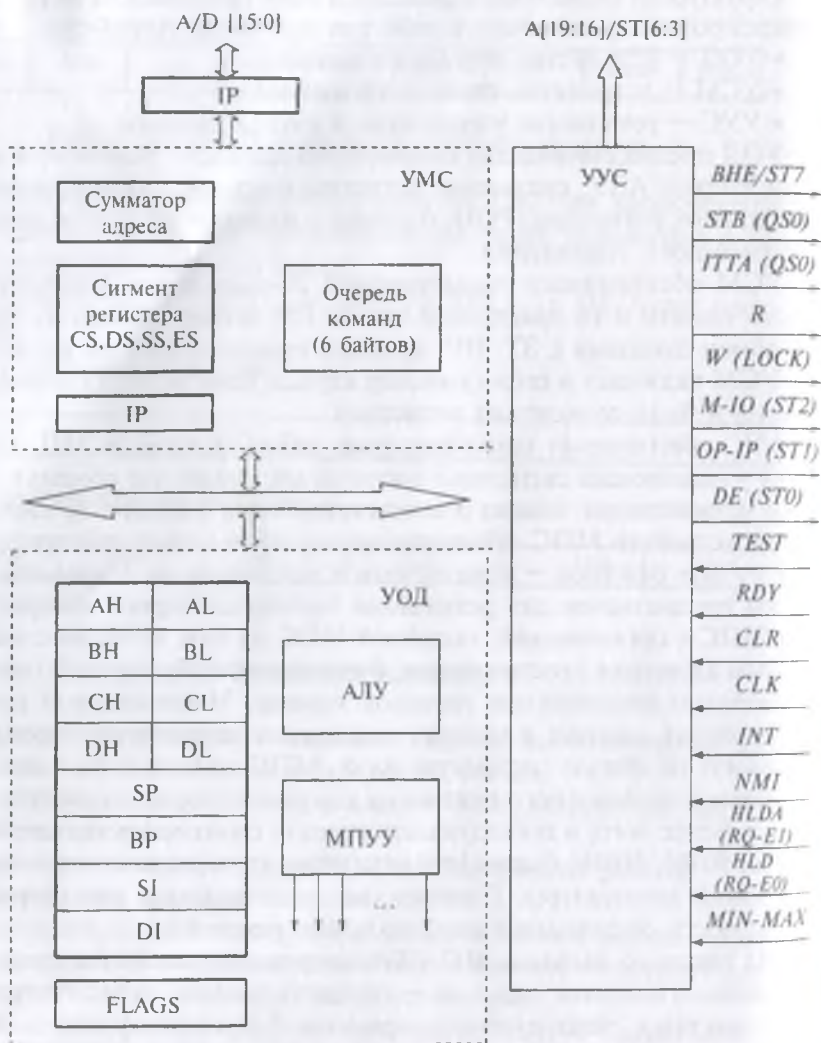 A/D [15:0]
A[19:16]/ST[6:3]
IP
УМС
Сумматор
адреса
Сигмент
регистера
CS,DS,SS,ES
Очередь
команд
(6 байтов)
IP
УУС
BHE/ST7
STB (QS0)
ITTA (QS0)
R
W (LOCK)
M-IO (ST2)
OP-IP (ST1)
DE (ST0)
TEST
RDY
CLR
CLK
INT
NMI
HLDA
(RQ-E1)
HLD
(RQ-E0)
MIN-MAX
УОД
AH AL
BH BL
CH CL
DH DL
SP
BP
SI
DI
FLAGS
АЛУ
МПУУ
...